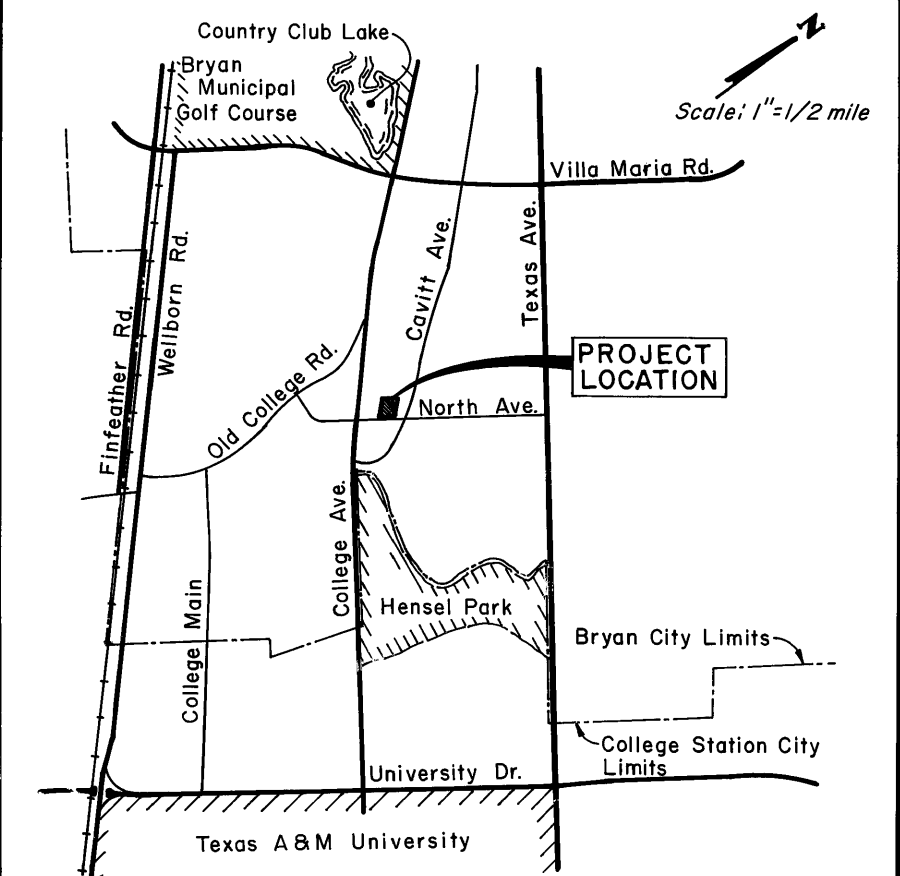 Country Club Lake
Bryan
Municipal
Golf Course
N
Scale: 1"=1/2 mile
Villa Maria Rd.
Finfeather Rd.
Wellborn Rd.
Cavitt Ave.
Texas Ave.
PROJECT
LOCATION
Old College Rd.
North Ave.
College Ave.
College Main
Hensel Park
Bryan City Limits
College Station City
Limits
University Dr.
Texas A&M University